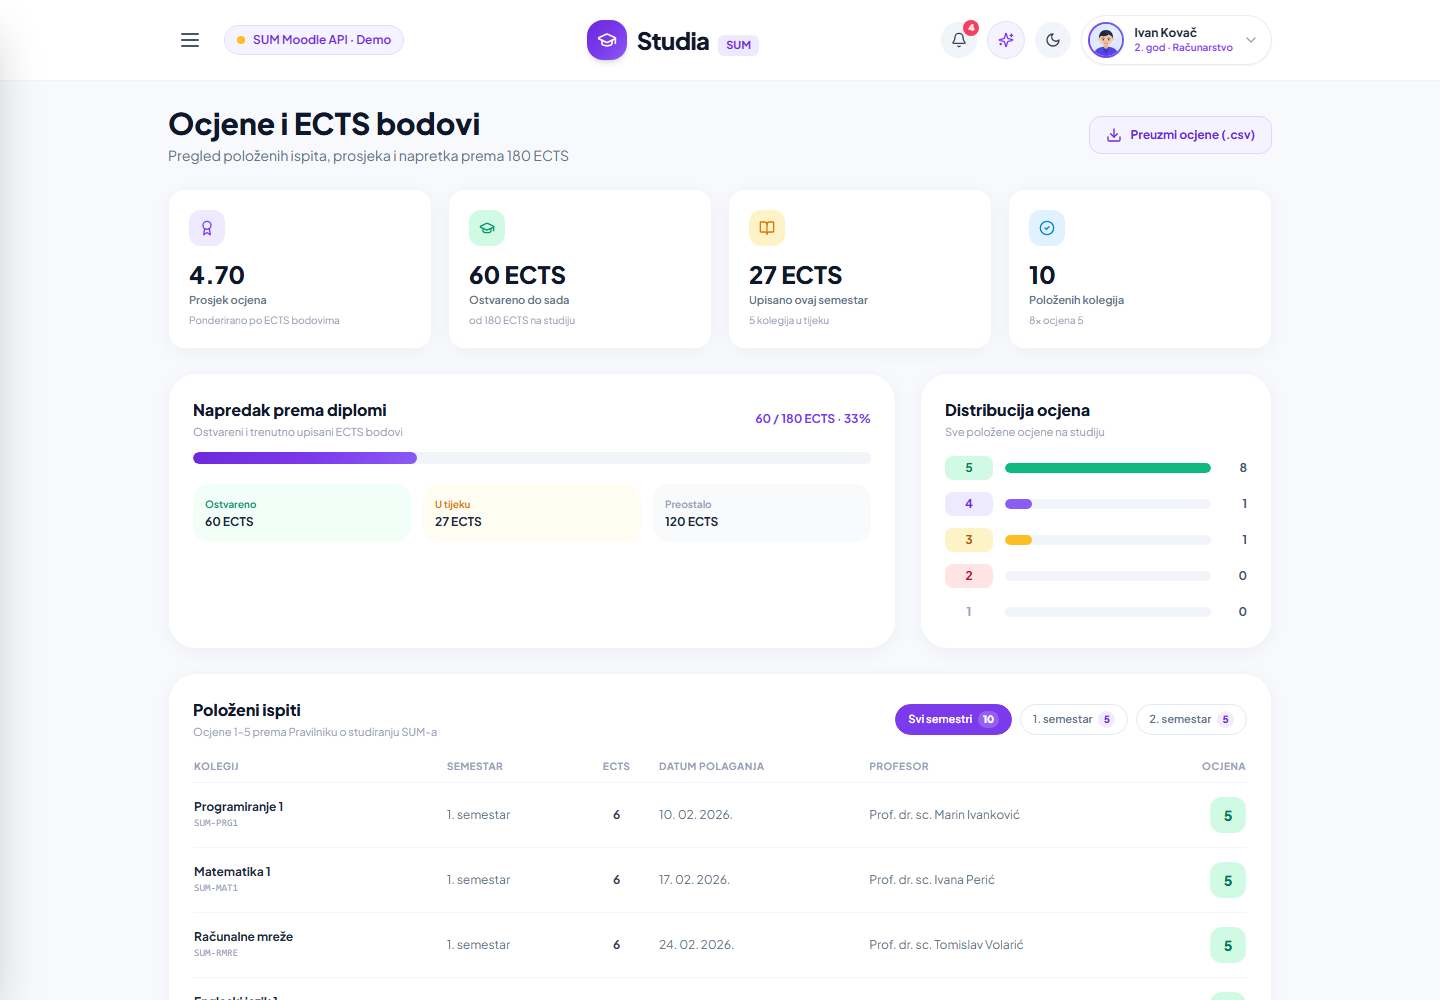 SUM Moodle API · Demo
Studia SUM
4
Ivan Kovač
2. god · Računarstvo
Ocjene i ECTS bodovi
Pregled položenih ispita, prosjeka i napretka prema 180 ECTS
Preuzmi ocjene (.csv)
4.70
Prosjek ocjena
Ponderirano po ECTS bodovima
60 ECTS
Ostvareno do sada
od 180 ECTS na studiju
27 ECTS
Upisano ovaj semestar
5 kolegija u tijeku
10
Položenih kolegija
8× ocjena 5
Napredak prema diplomi
Ostvareni i trenutno upisani ECTS bodovi
60 / 180 ECTS · 33%
Ostvareno
60 ECTS
U tijeku
27 ECTS
Preostalo
120 ECTS
Distribucija ocjena
Sve položene ocjene na studiju
5 8
4 1
3 1
2 0
1 0
Položeni ispiti
Ocjene 1–5 prema Pravilniku o studiranju SUM-a
Svi semestri 10
1. semestar 5
2. semestar 5
KOLEGIJ SEMESTAR ECTS DATUM POLAGANJA PROFESOR OCJENA
Programiranje 1
SUM-PRG1
1. semestar 6 10. 02. 2026. Prof. dr. sc. Marin Ivanković 5
Matematika 1
SUM-MAT1
1. semestar 6 17. 02. 2026. Prof. dr. sc. Ivana Perić 5
Računalne mreže
SUM-RMRE
1. semestar 6 24. 02. 2026. Prof. dr. sc. Tomislav Volarić 5